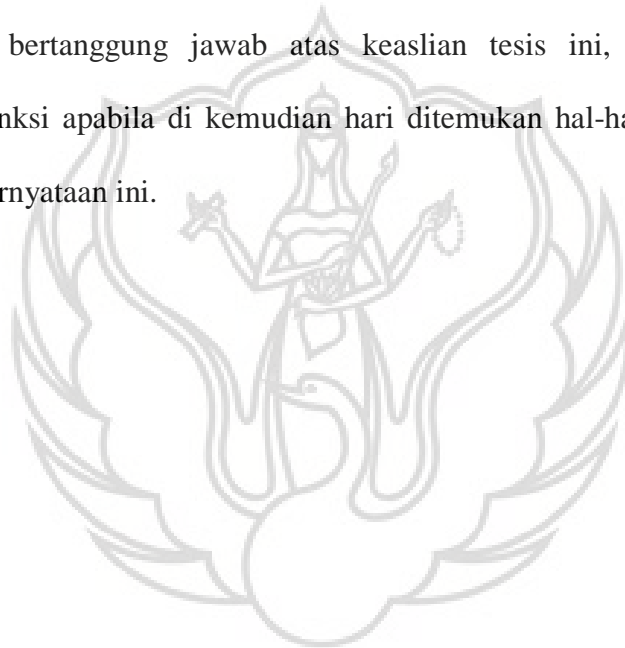 bertanggung jawab atas keaslian tesis ini,
nksi apabila di kemudian hari ditemukan hal-ha
rnyataan ini.